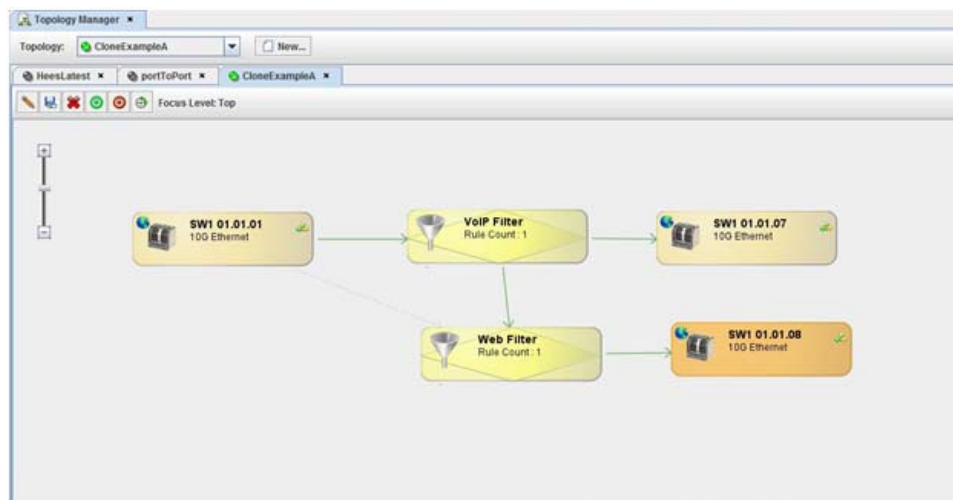 Topology Manager
Topology: CloneExampleA New...
HeesLatest portToPort CloneExampleA
Focus Level: Top
SW1 01.01.01
10G Ethernet
VoIP Filter
Rule Count : 1
SW1 01.01.07
10G Ethernet
Web Filter
Rule Count : 1
SW1 01.01.08
10G Ethernet